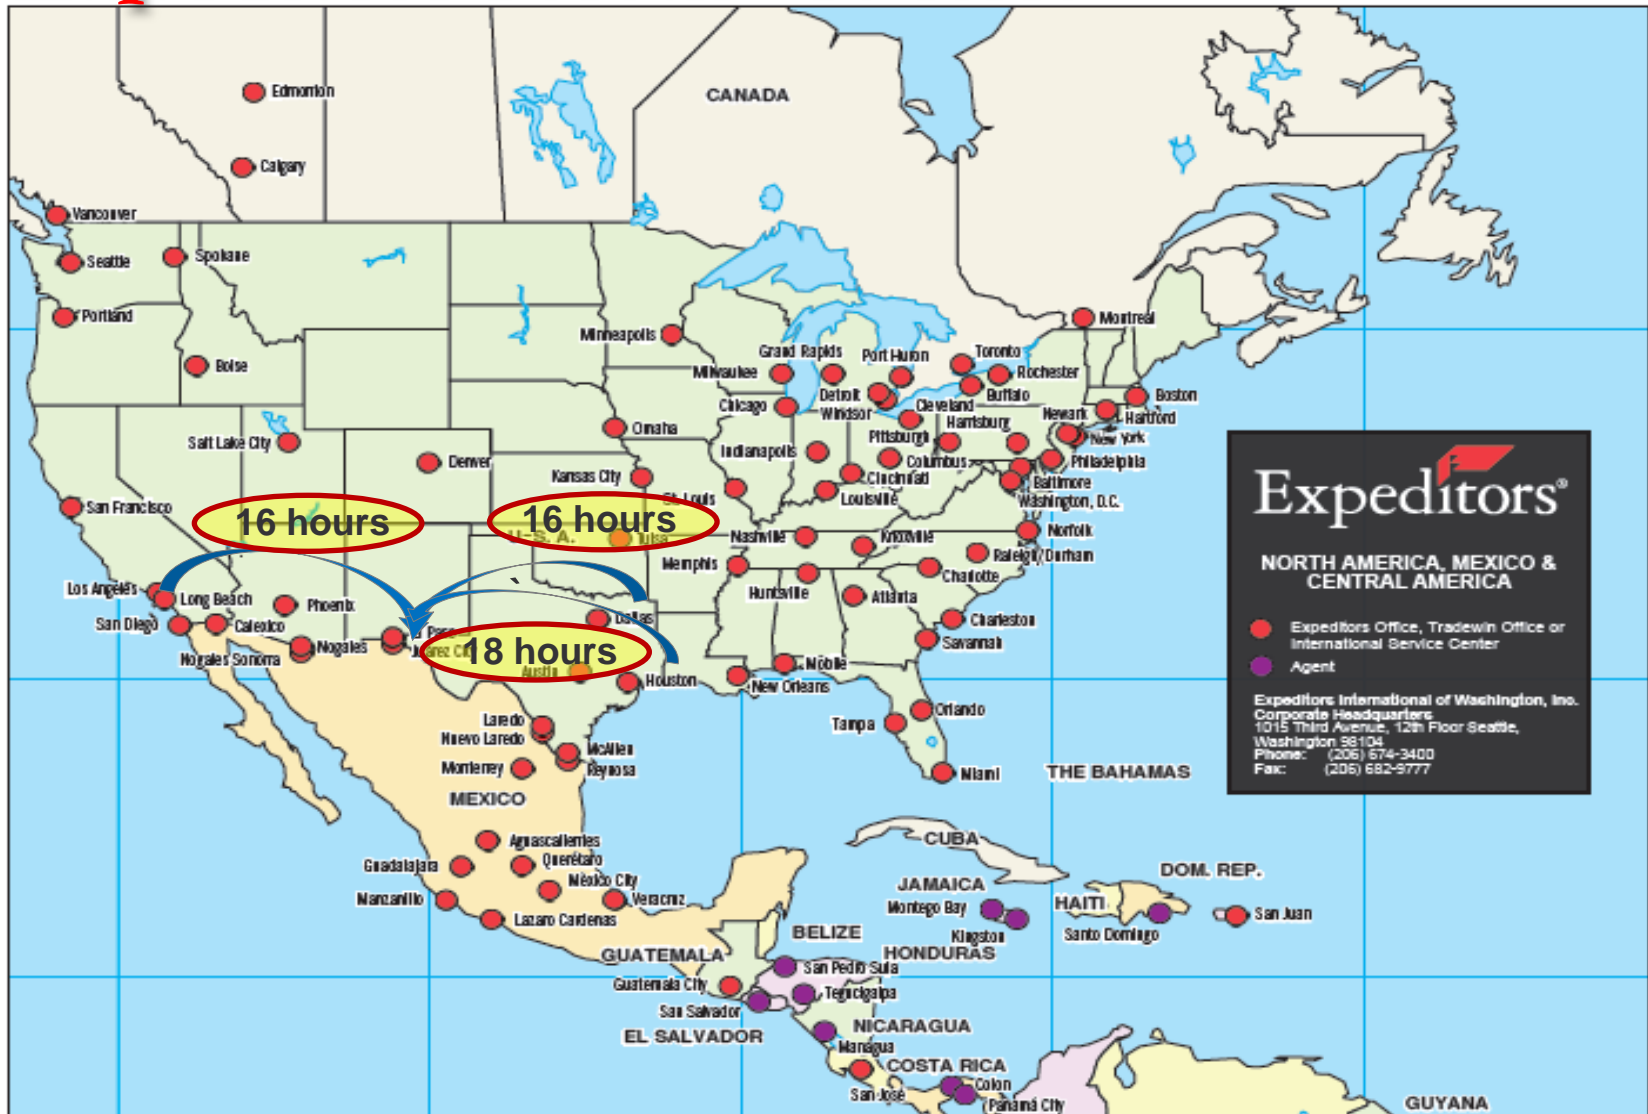 CANADA
Edmonton
Calgary
Vancouver
Seattle
Spokane
Portland
Boise
Montreal
Minneapolis
Grand Rapids
Port Huron
Toronto
Milwaukee
Rochester
Detroit
Buffalo
Boston
Chicago
Windsor
Cleveland
Newark
Hartford
Omaha
Pittsburgh
Harrisburg
New York
Salt Lake City
Denver
Indianapolis
Columbus
Philadelphia
Kansas City
Cincinnati
Baltimore
St. Louis
Louisville
Washington, D.C.
San Francisco
16 hours
16 hours
U.S.A.
Tulsa
Nashville
Knoxville
Norfolk
Raleigh/Durham
Memphis
Charlotte
Los Angeles
Long Beach
Phoenix
Huntsville
Atlanta
San Diego
Calexico
Dallas
Charleston
Nogales
Juarez City
Savannah
Nogales Sonorra
18 hours
Austin
Houston
Mobile
New Orleans
Laredo
Orlando
Nuevo Laredo
Tampa
McAllen
Monterrey
Reynosa
Miami
THE BAHAMAS
MEXICO
Aguascalientes
CUBA
Guadalajara
Querétaro
DOM. REP.
México City
JAMAICA
Manzanillo
Veracruz
Montego Bay
HAITI
San Juan
Lazaro Cardenas
Kingston
Santo Domingo
BELIZE
GUATEMALA
HONDURAS
San Pedro Sula
Guatemala City
Tegucigalpa
San Salvador
EL SALVADOR
NICARAGUA
Managua
COSTA RICA
San José
Colon
Panamá City
GUYANA
Expeditors®
NORTH AMERICA, MEXICO &
CENTRAL AMERICA
Expeditors Office, Tradewin Office or
International Service Center
Agent
Expeditors International of Washington, Inc.
Corporate Headquarters
1015 Third Avenue, 12th Floor Seattle,
Washington 98104
Phone: (206) 674-3400
Fax: (206) 682-9777